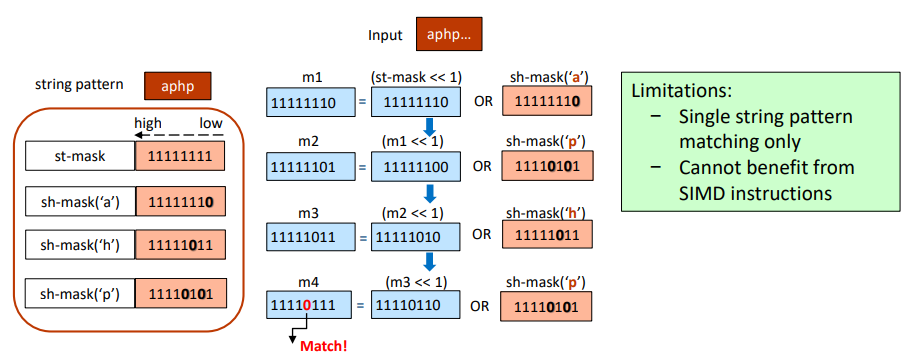 Input aphp…
string pattern aphp
high low
st-mask 11111111
sh-mask(‘a’) 11111110
sh-mask(‘h’) 11111011
sh-mask(‘p’) 11110101
m1 (st-mask << 1) sh-mask(‘a’)
11111110 = 11111110 OR 11111110
m2 (m1 << 1) sh-mask(‘p’)
11111101 = 11111100 OR 11110101
m3 (m2 << 1) sh-mask(‘h’)
11111011 = 11111010 OR 11111011
m4 (m3 << 1) sh-mask(‘p’)
11110111 = 11110110 OR 11110101
Match!
Limitations:
− Single string pattern
matching only
− Cannot benefit from
SIMD instructions